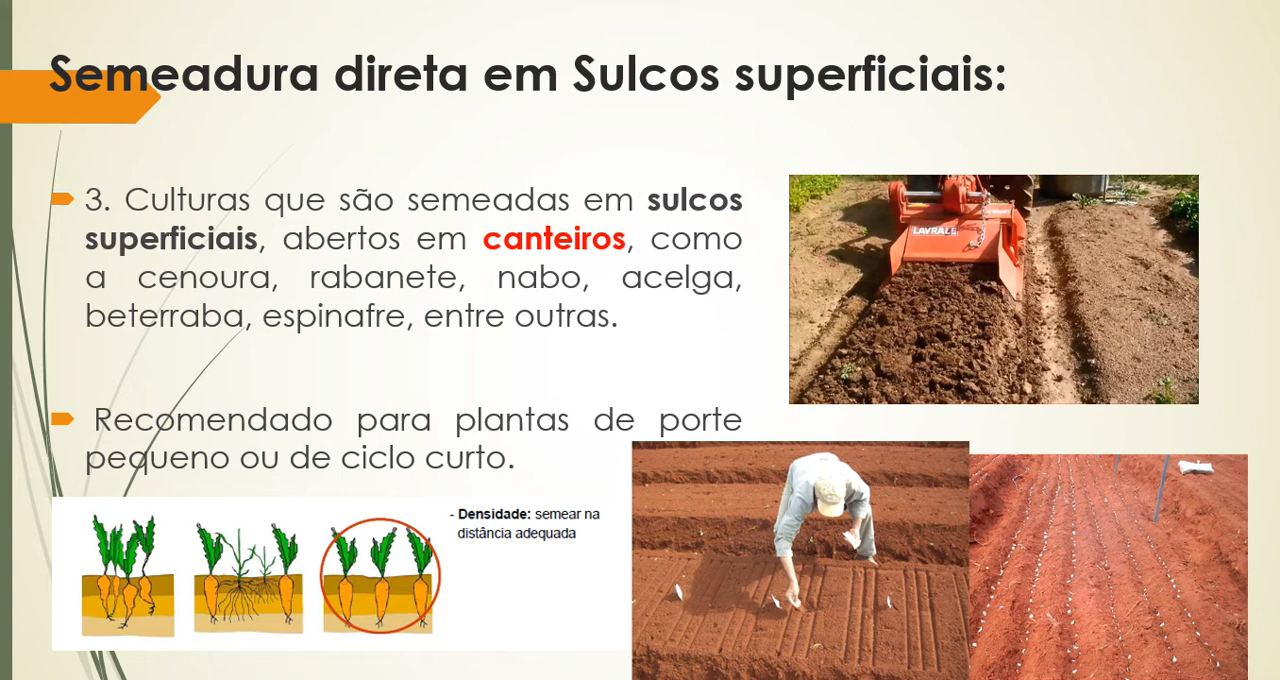 Semeadura direta em Sulcos superficiais:
3. Culturas que são semeadas em sulcos
superficiais, abertos em canteiros, como
a cenoura, rabanete, nabo, acelga,
beterraba, espinafre, entre outras.
LAVRALE
Recomendado para plantas de porte
pequeno ou de ciclo curto.
- Densidade: semear na
distância adequada